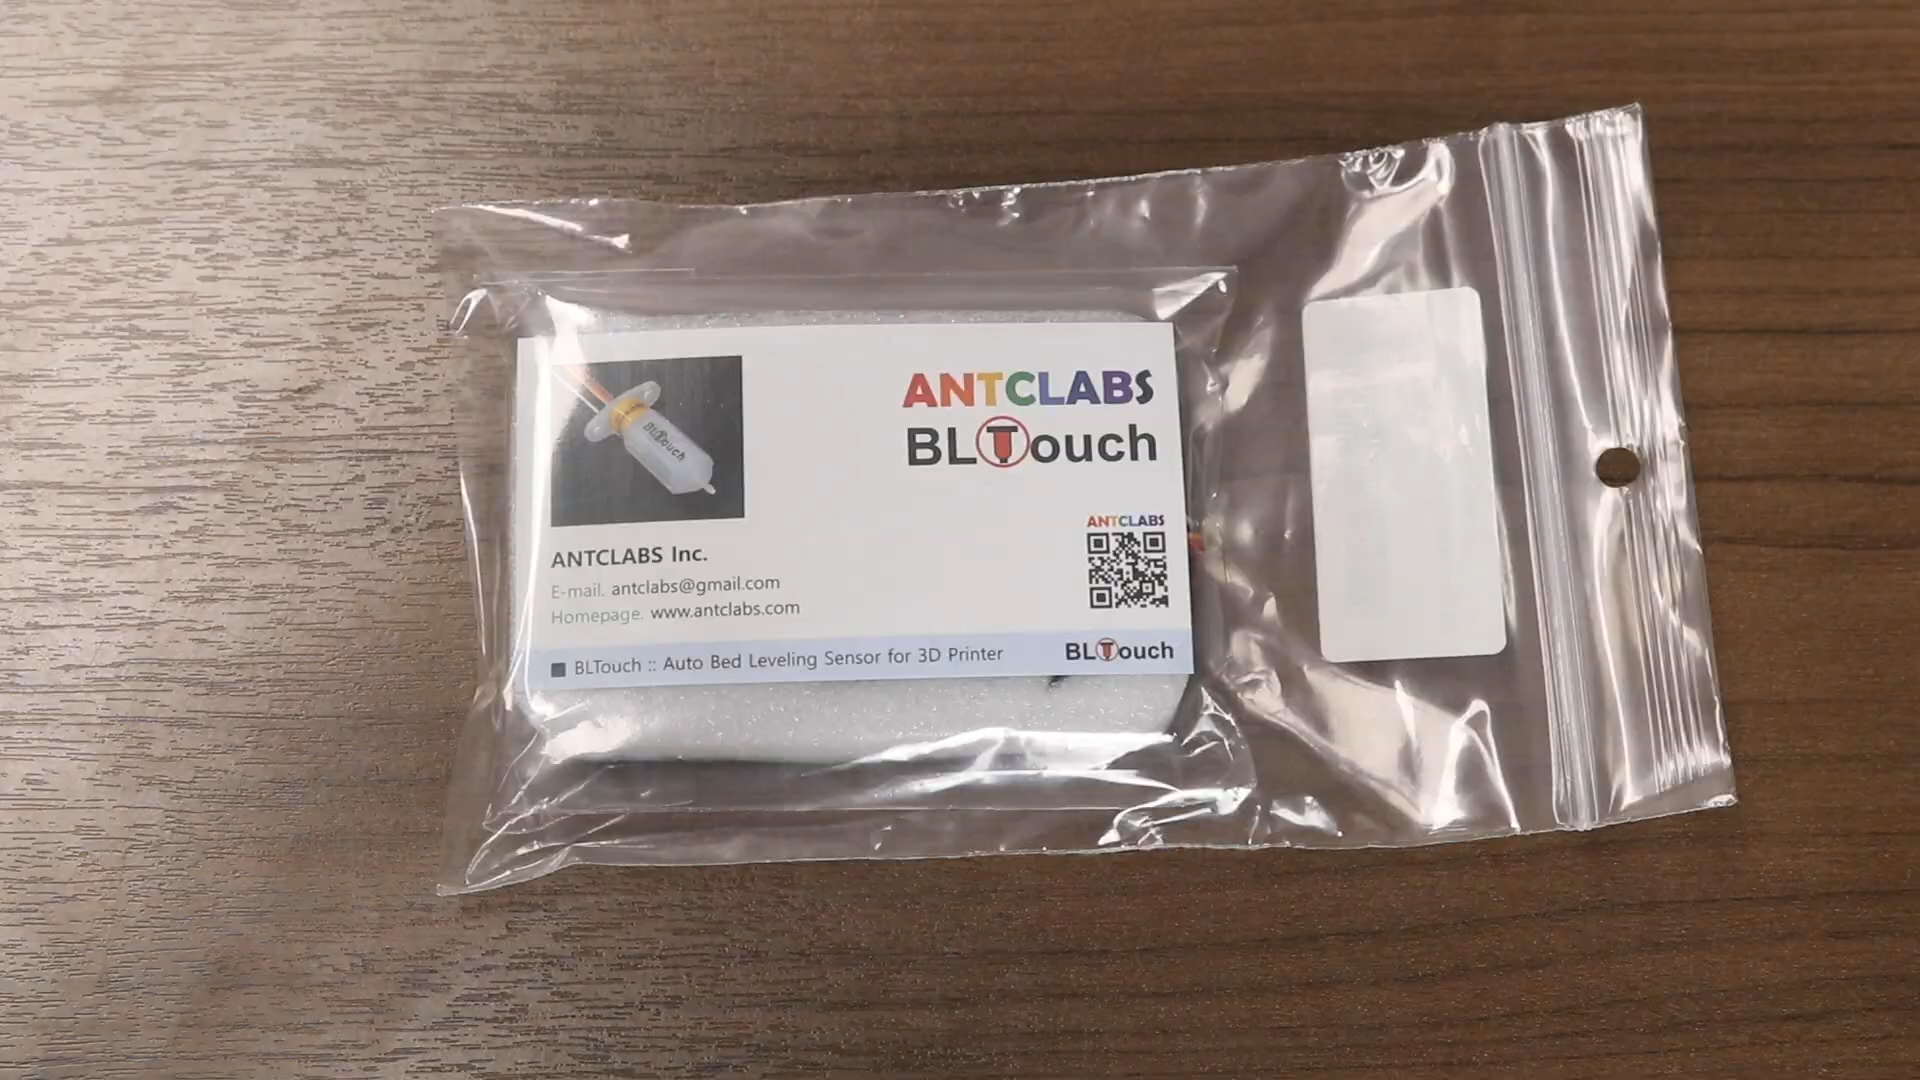 BLTouch
ANTCLABS
BLTouch
ANTCLABS
ANTCLABS Inc.
E-mail. antclabs@gmail.com
Homepage. www.antclabs.com
■ BLTouch :: Auto Bed Leveling Sensor for 3D Printer
BLTouch